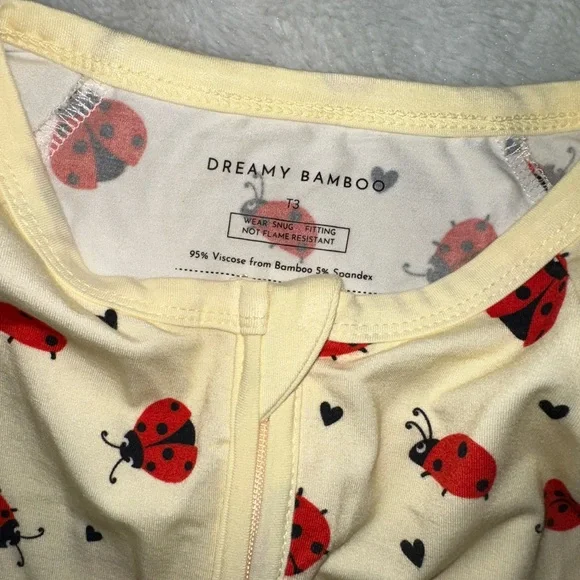 DREAMY BAMBOO
T3
WEAR SNUG - FITTING
NOT FLAME RESISTANT
95% Viscose from Bamboo 5% Spandex